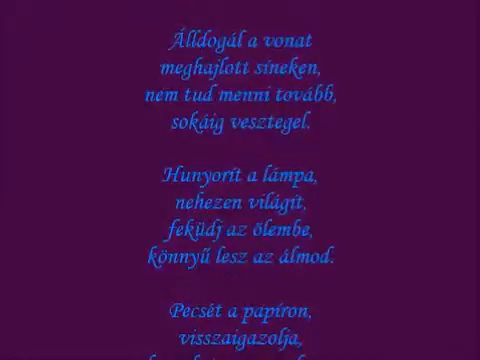 Álldogál a vonat
meghajlott síneken,
nem tud menni tovább,
sokáig vesztegel.
Hunyorít a lámpa,
nehezen világít,
feküdj az ölembe,
könnyű lesz az álmod.
Pecsét a papíron,
visszaigazolja,